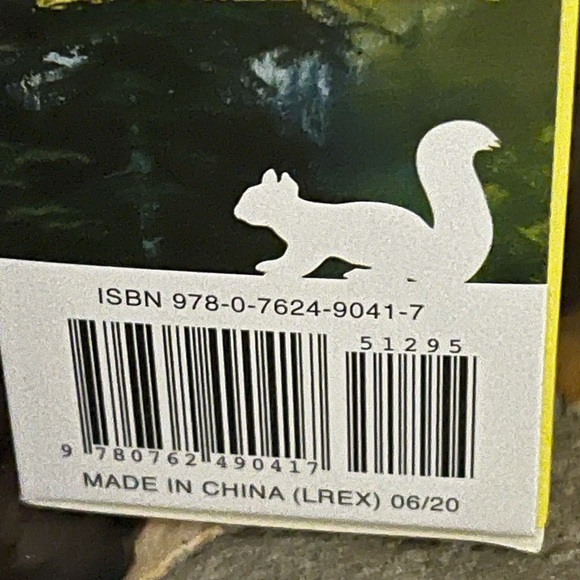 ISBN 978-0-7624-9041-7
51295
9 780762 490417
MADE IN CHINA (LREX) 06/20